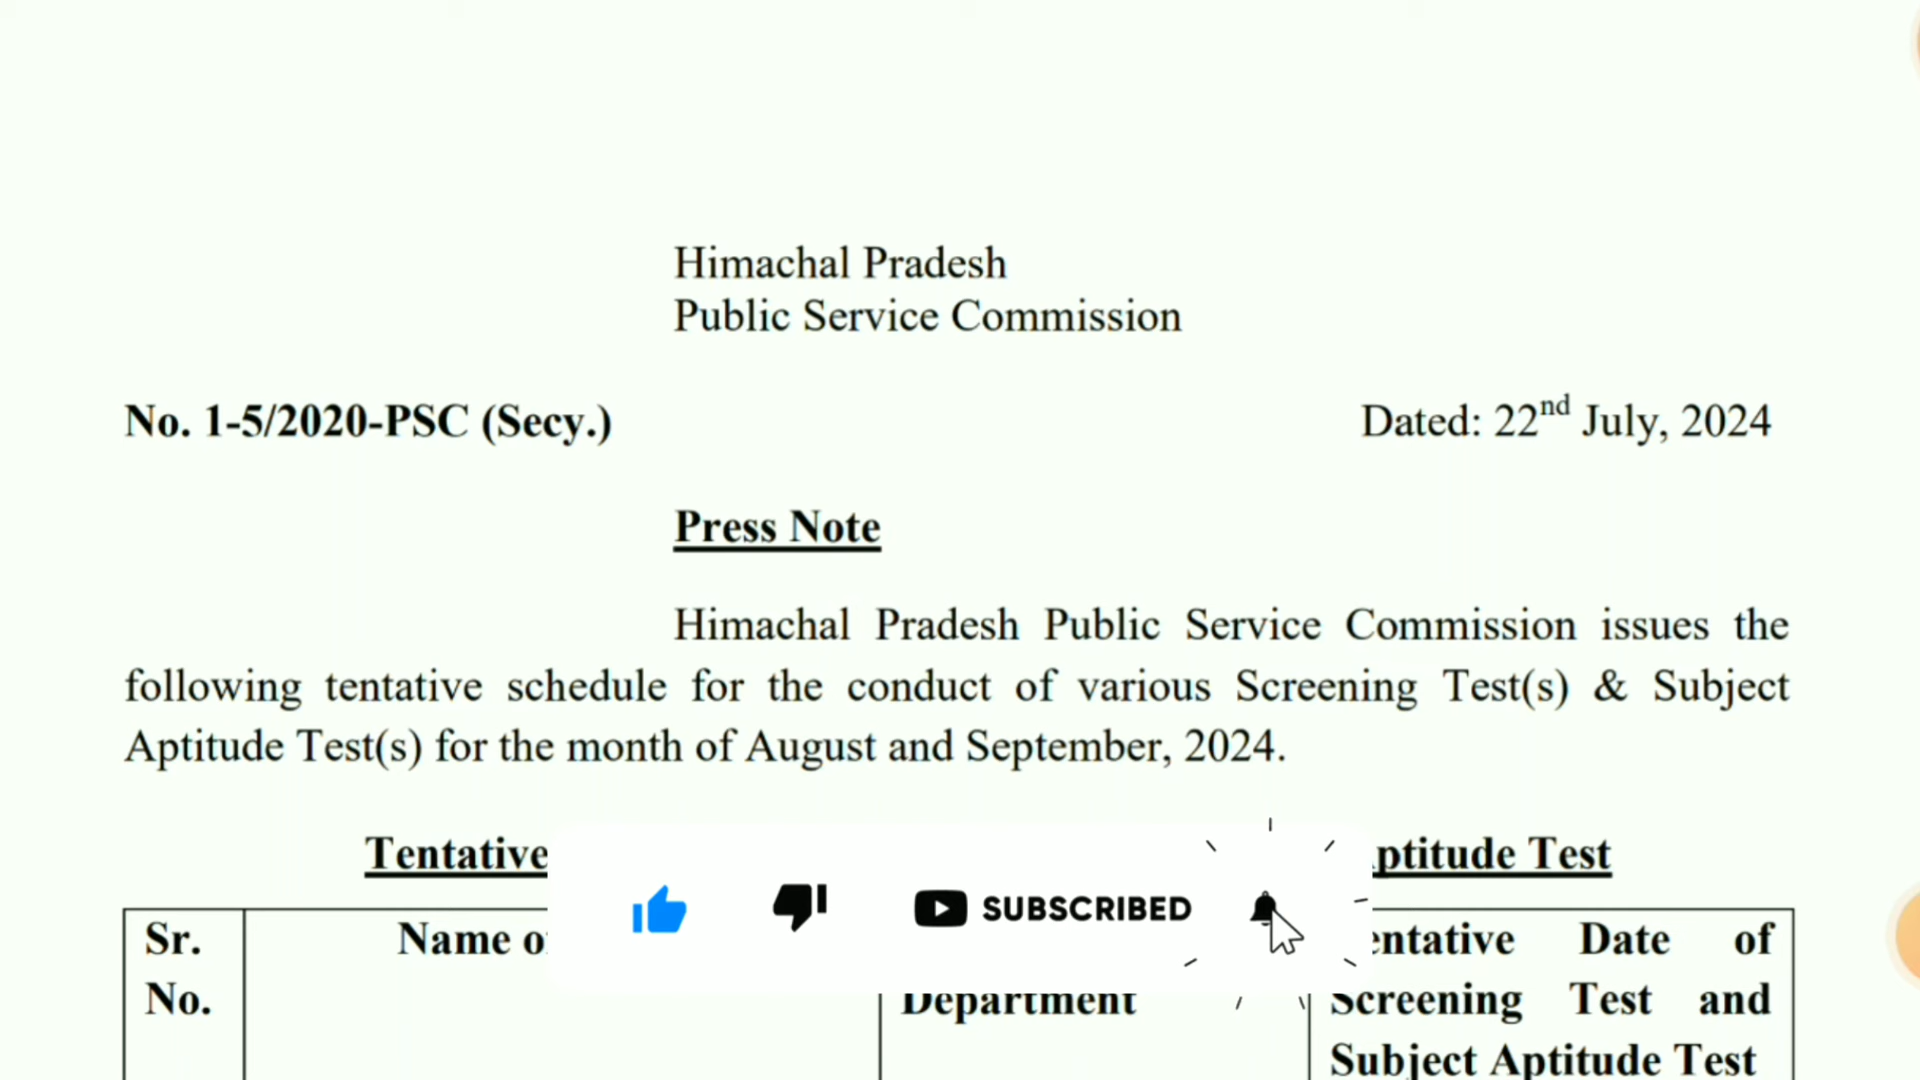 Himachal Pradesh
Public Service Commission
No. 1-5/2020-PSC (Secy.) Dated: 22nd July, 2024
Press Note
Himachal Pradesh Public Service Commission issues the
following tentative schedule for the conduct of various Screening Test(s) & Subject
Aptitude Test(s) for the month of August and September, 2024.
Tentative ptitude Test
SUBSCRIBED
Sr. Name o entative Date of
No. Department Screening Test and
Subject Aptitude Test